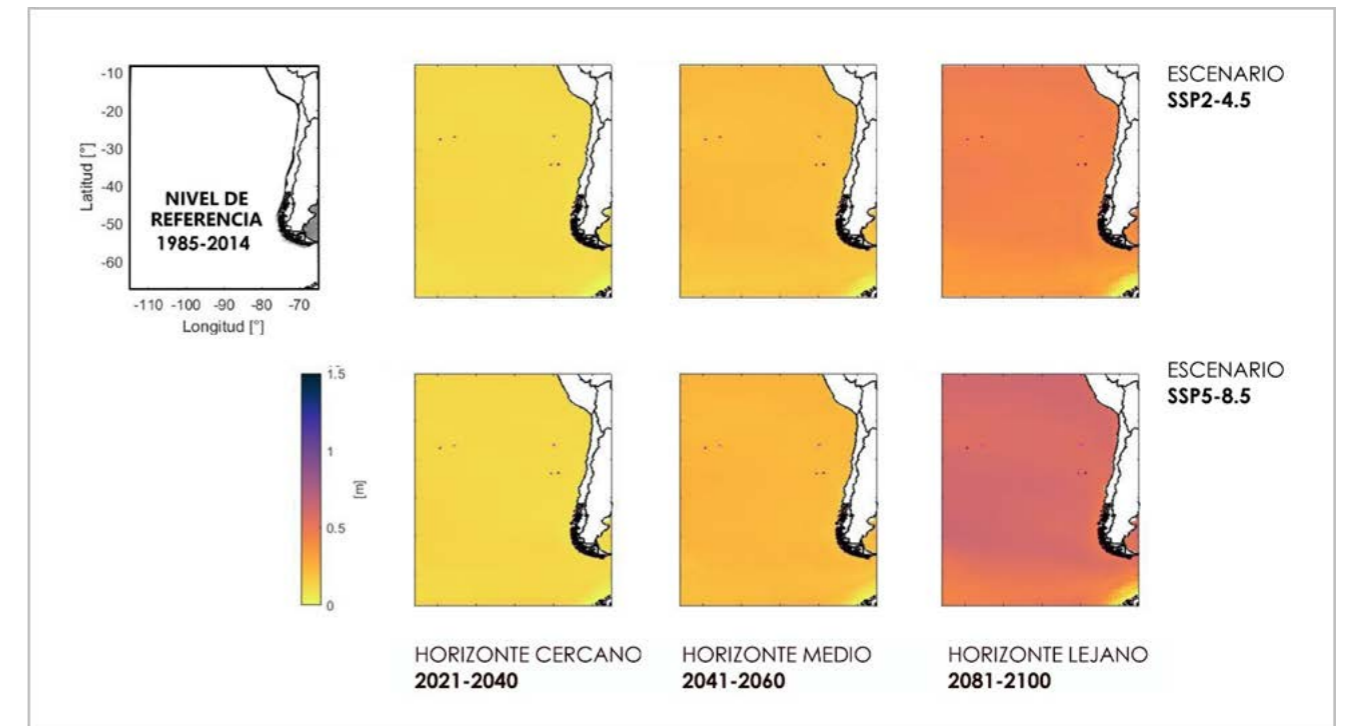 -10
-20
-30
-40
-50
-60
Latitud [°]
NIVEL DE
REFERENCIA
1985-2014
-110 -100 -90 -80 -70
Longitud [°]
ESCENARIO
SSP2-4.5
1.5
1
0.5
0
[m]
ESCENARIO
SSP5-8.5
HORIZONTE CERCANO
2021-2040
HORIZONTE MEDIO
2041-2060
HORIZONTE LEJANO
2081-2100